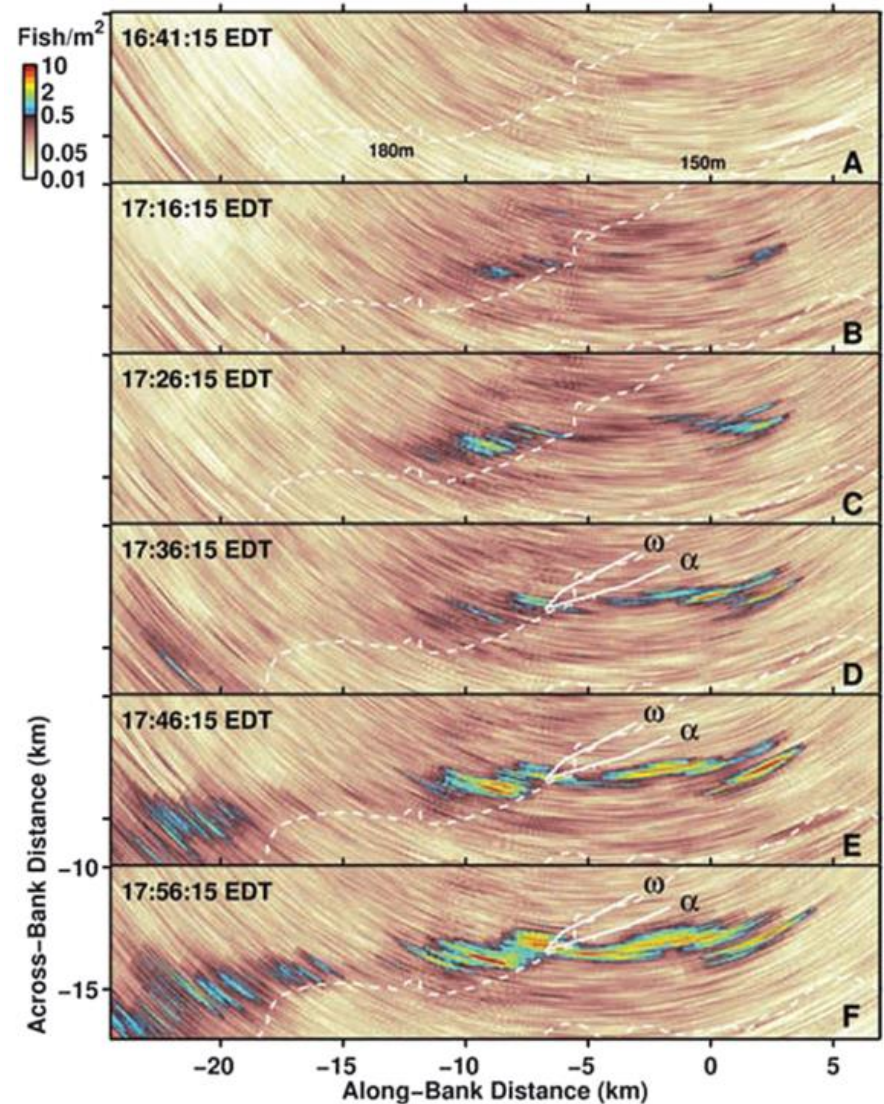 Fish/m2
10
2
0.5
0.05
0.01
16:41:15 EDT
180m
150m
A
17:16:15 EDT
B
17:26:15 EDT
C
17:36:15 EDT
ω
α
D
17:46:15 EDT
ω
α
E
17:56:15 EDT
ω
α
F
−10
−15
Across−Bank Distance (km)
−20 −15 −10 −5 0 5
Along−Bank Distance (km)